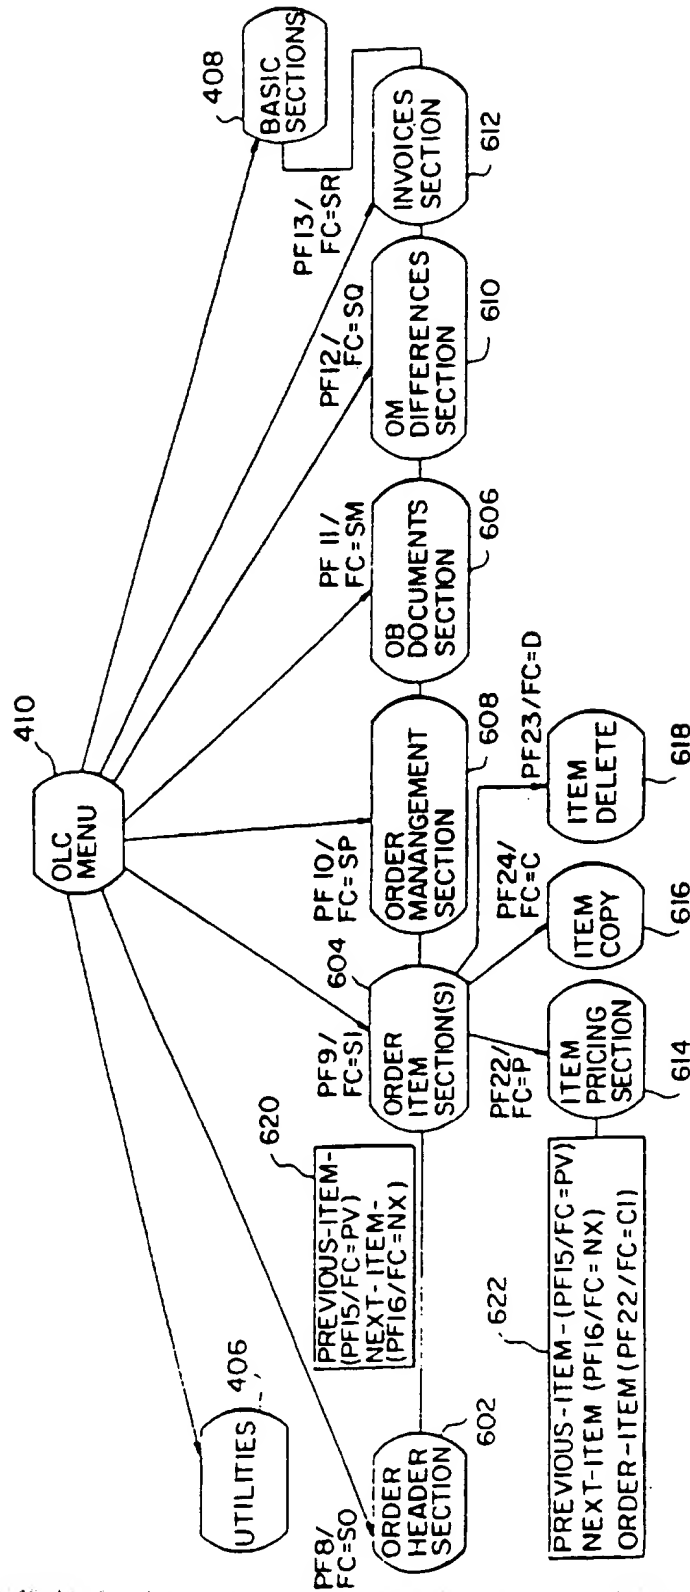 410
OLC
MENU
408
BASIC
SECTIONS
UTILITIES
406
PF8/
FC=SO
ORDER
HEADER
SECTION
602
PREVIOUS-ITEM-
(PF15/FC=PV)
NEXT-ITEM-
(PF16/FC=NX)
620
PF9/
FC=SI
604
ORDER
ITEM
SECTION(S)
PF10/
FC=SP
ORDER
MANANGEMENT
SECTION
608
PF 11/
FC=SM
OB
DOCUMENTS
SECTION
606
PF12/
FC=SQ
OM
DIFFERENCES
SECTION
610
PF13/
FC=SR
INVOICES
SECTION
612
PF22/
FC=P
ITEM
PRICING
SECTION
614
PF24/
FC=C
ITEM
COPY
616
PF23/FC=D
ITEM
DELETE
618
622
PREVIOUS-ITEM-(PF15/FC=PV)
NEXT-ITEM (PF16/FC=NX)
ORDER-ITEM (PF22/FC=CI)